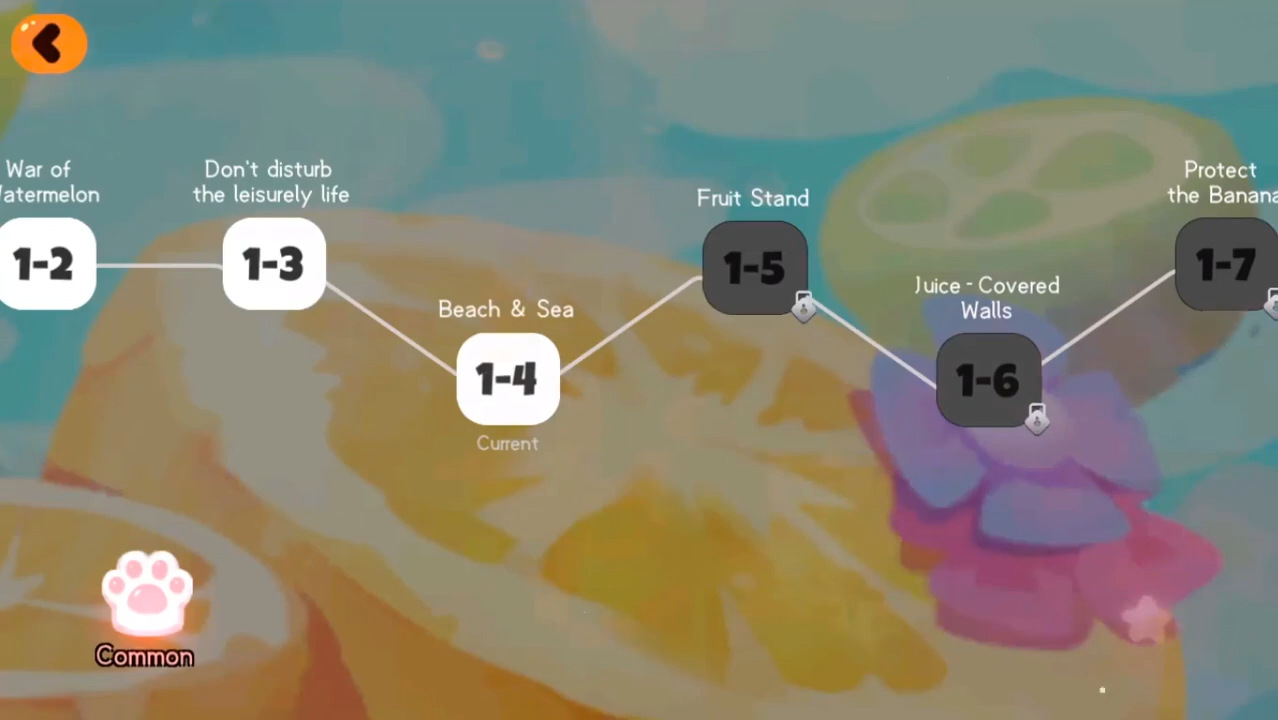 War of
atermelon
1-2
Don't disturb
the leisurely life
1-3
Beach & Sea
1-4
Current
Fruit Stand
1-5
Juice-Covered
Walls
1-6
Protect
the Banana
1-7
Common